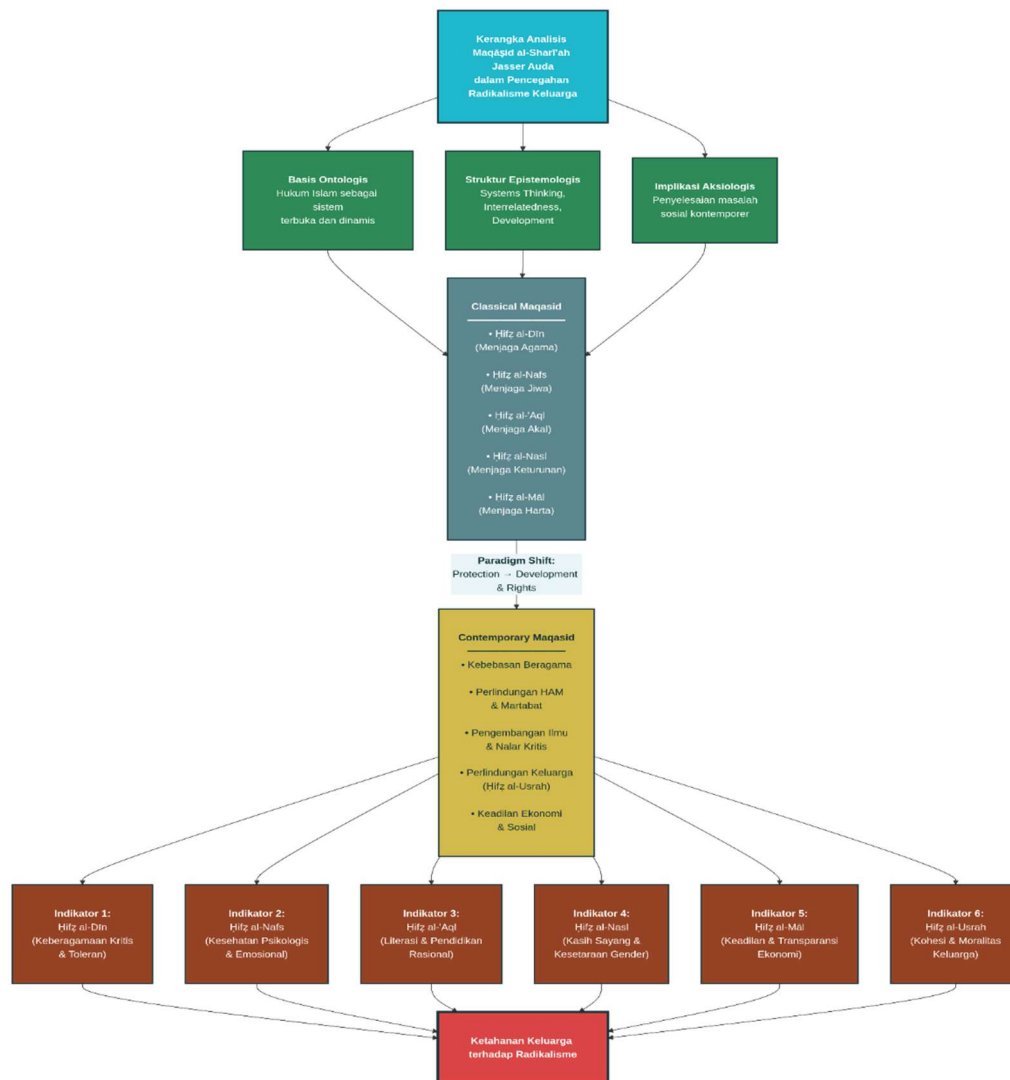 Kerangka Analisis
Maqāṣid al-Sharī'ah
Jasser Auda
dalam Pencegahan
Radikalisme Keluarga
Basis Ontologis
Hukum Islam sebagai
sistem
terbuka dan dinamis
Struktur Epistemologis
Systems Thinking,
Interrelatedness,
Development
Implikasi Aksiologis
Penyelesaian masalah
sosial kontemporer
Classical Maqasid
• Ḥifẓ al-Dīn
(Menjaga Agama)
• Ḥifẓ al-Nafs
(Menjaga Jiwa)
• Ḥifẓ al-'Aql
(Menjaga Akal)
• Ḥifẓ al-Nasl
(Menjaga Keturunan)
• Ḥifẓ al-Māl
(Menjaga Harta)
Paradigm Shift:
Protection → Development
& Rights
Contemporary Maqasid
• Kebebasan Beragama
• Perlindungan HAM
& Martabat
• Pengembangan Ilmu
& Nalar Kritis
• Perlindungan Keluarga
(Ḥifẓ al-Usrah)
• Keadilan Ekonomi
& Sosial
Indikator 1:
Ḥifẓ al-Dīn
(Keberagamaan Kritis
& Toleran)
Indikator 2:
Ḥifẓ al-Nafs
(Kesehatan Psikologis
& Emosional)
Indikator 3:
Ḥifẓ al-'Aql
(Literasi & Pendidikan
Rasional)
Indikator 4:
Ḥifẓ al-Nasl
(Kasih Sayang &
Kesetaraan Gender)
Indikator 5:
Ḥifẓ al-Māl
(Keadilan & Transparansi
Ekonomi)
Indikator 6:
Ḥifẓ al-Usrah
(Kohesi & Moralitas
Keluarga)
Ketahanan Keluarga
terhadap Radikalisme